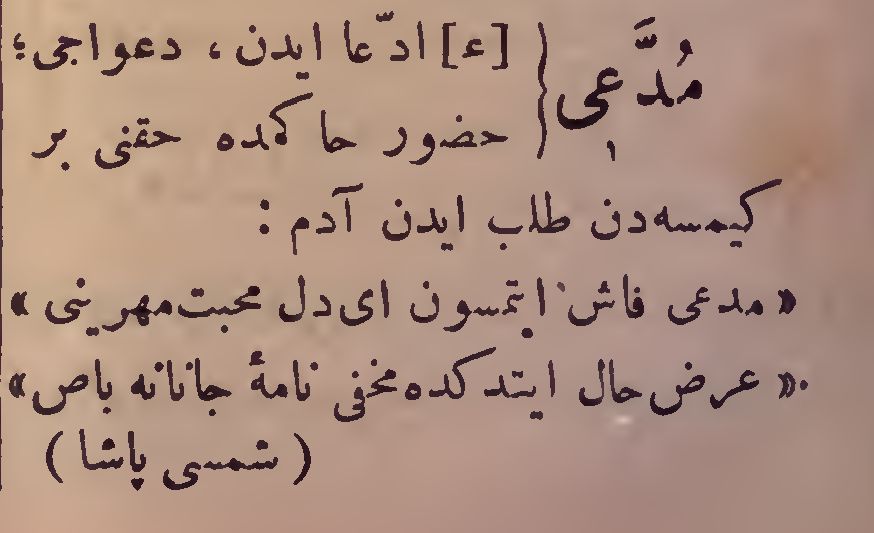 مُدَّعِی { [ع] ادّعا ایدن، دعواجی؛
حضور حاکمده حقنی بر
کیمسه‌دن طلب ایدن آدم :
« مدعی فاش ایتمسون ای دل محبت مهرینی »
« عرض حال ایتدکده مخفی نامهٔ جانانه باص »
( شمسی پاشا )